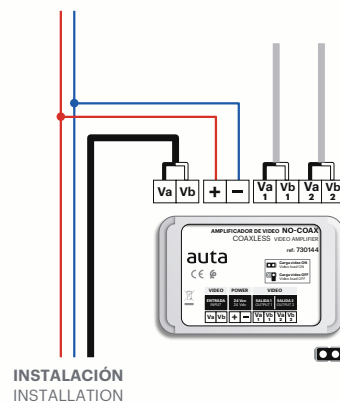 Va Vb + − Va 1 Vb 1 Va 2 Vb 2
AMPLIFICADOR DE VIDEO NO-COAX
COAXLESS VIDEO AMPLIFIER
ref. 730144
auta
Carga video ON
Video load ON
Carga video OFF
Video load OFF
CE
VIDEO POWER VIDEO
ENTRADA 24 Vcc SALIDA 1 SALIDA 2
INPUT 24 Vdc OUTPUT 1 OUTPUT 2
Va Vb + − Va 1 Vb 1 Va 2 Vb 2
INSTALACIÓN
INSTALLATION